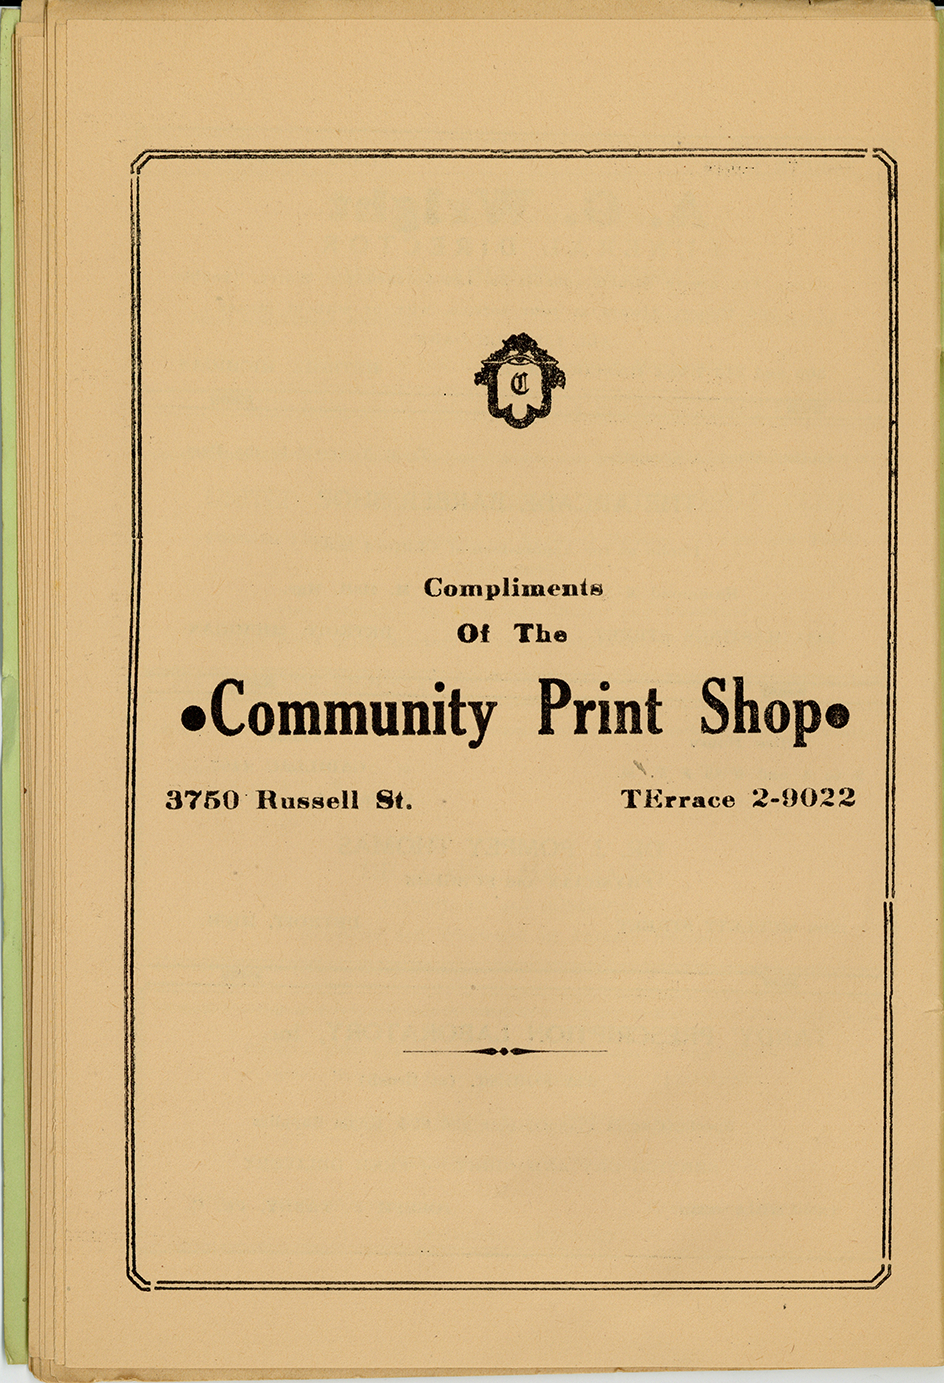 C
Compliments
Of The
•Community Print Shop•
3750 Russell St. TErrace 2-9022